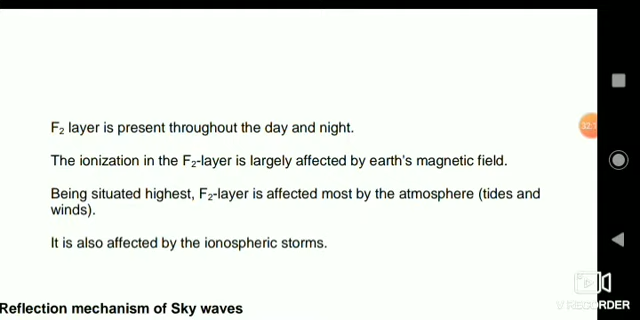 F₂ layer is present throughout the day and night.
The ionization in the F₂-layer is largely affected by earth's magnetic field.
Being situated highest, F₂-layer is affected most by the atmosphere (tides and
winds).
It is also affected by the ionospheric storms.
Reflection mechanism of Sky waves